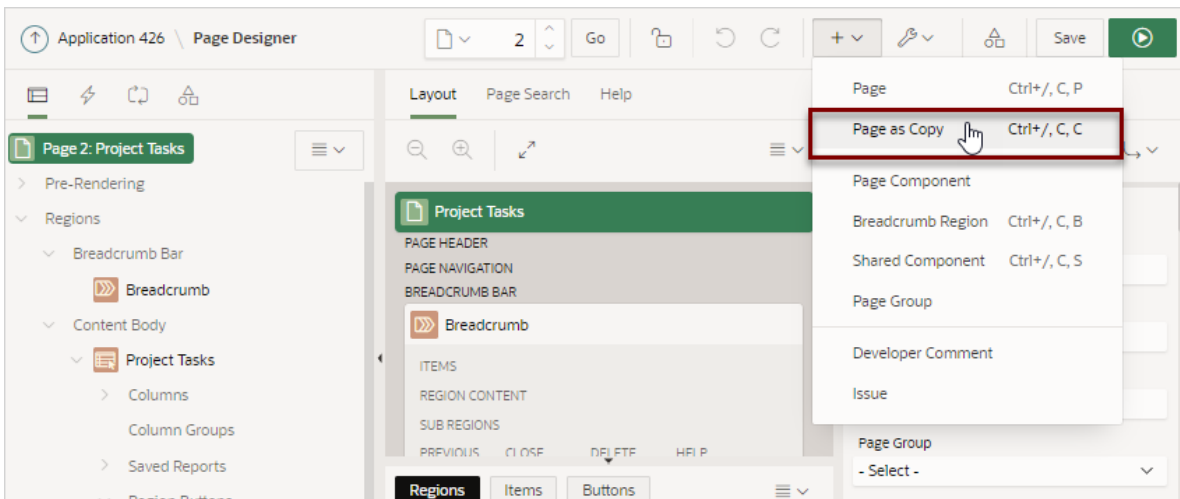 Application 426 \ Page Designer
2
Go
Save
Layout Page Search Help
Page 2: Project Tasks
Pre-Rendering
Regions
Breadcrumb Bar
Breadcrumb
Content Body
Project Tasks
Columns
Column Groups
Saved Reports
Region Buttons
Project Tasks
PAGE HEADER
PAGE NAVIGATION
BREADCRUMB BAR
Breadcrumb
ITEMS
REGION CONTENT
SUB REGIONS
PREVIOUS CLOSE DELETE HELP
Regions Items Buttons
Page Ctrl+/, C, P
Page as Copy Ctrl+/, C, C
Page Component
Breadcrumb Region Ctrl+/, C, B
Shared Component Ctrl+/, C, S
Page Group
Developer Comment
Issue
Page Group
- Select -